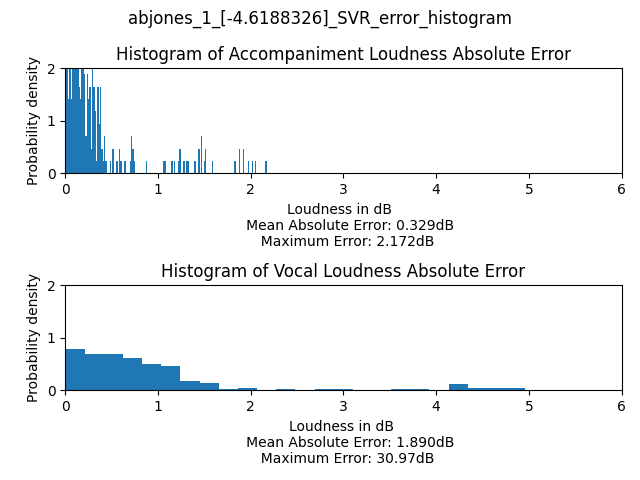 abjones_1_[-4.6188326]_SVR_error_histogram
Histogram of Accompaniment Loudness Absolute Error
Probability density
2
1
0
0 1 2 3 4 5 6
Loudness in dB
Mean Absolute Error: 0.329dB
Maximum Error: 2.172dB
Histogram of Vocal Loudness Absolute Error
Probability density
2
1
0
0 1 2 3 4 5 6
Loudness in dB
Mean Absolute Error: 1.890dB
Maximum Error: 30.97dB